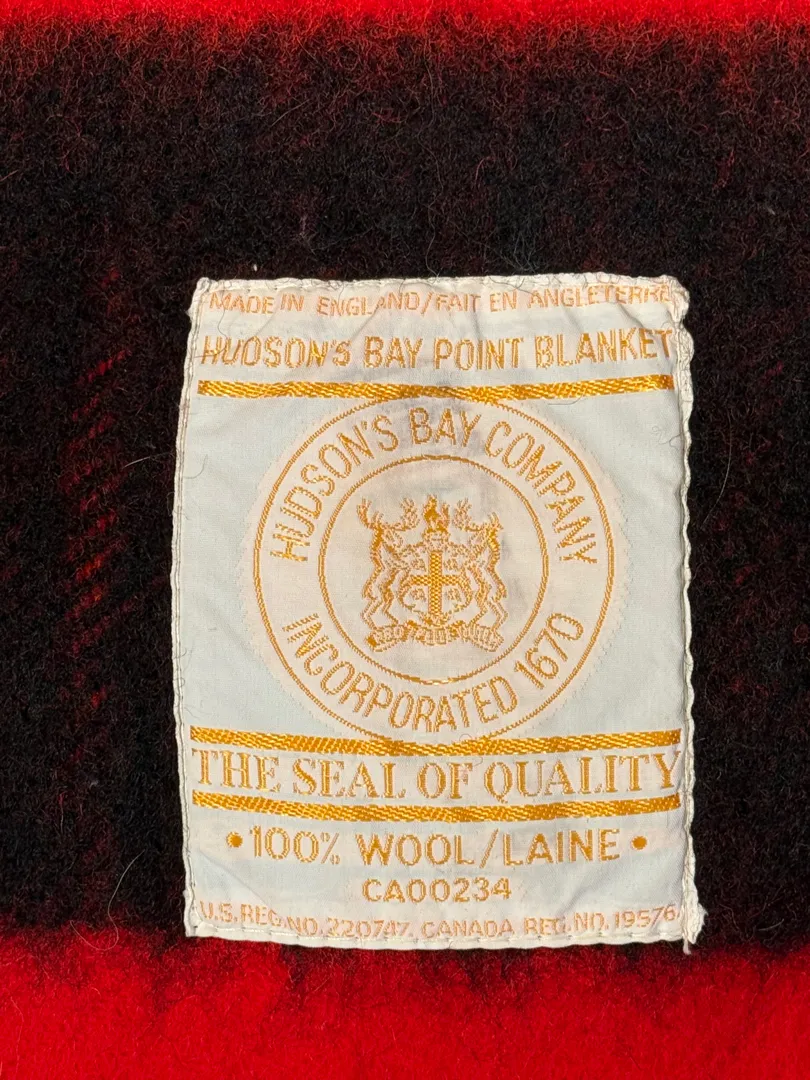 MADE IN ENGLAND/FAIT EN ANGLETERRE
HUDSON'S BAY POINT BLANKET
HUDSON'S BAY COMPANY
INCORPORATED 1670
THE SEAL OF QUALITY
•100% WOOL/LAINE•
CA00234
U.S. REG. NO. 220747. CANADA REG. NO. 19576